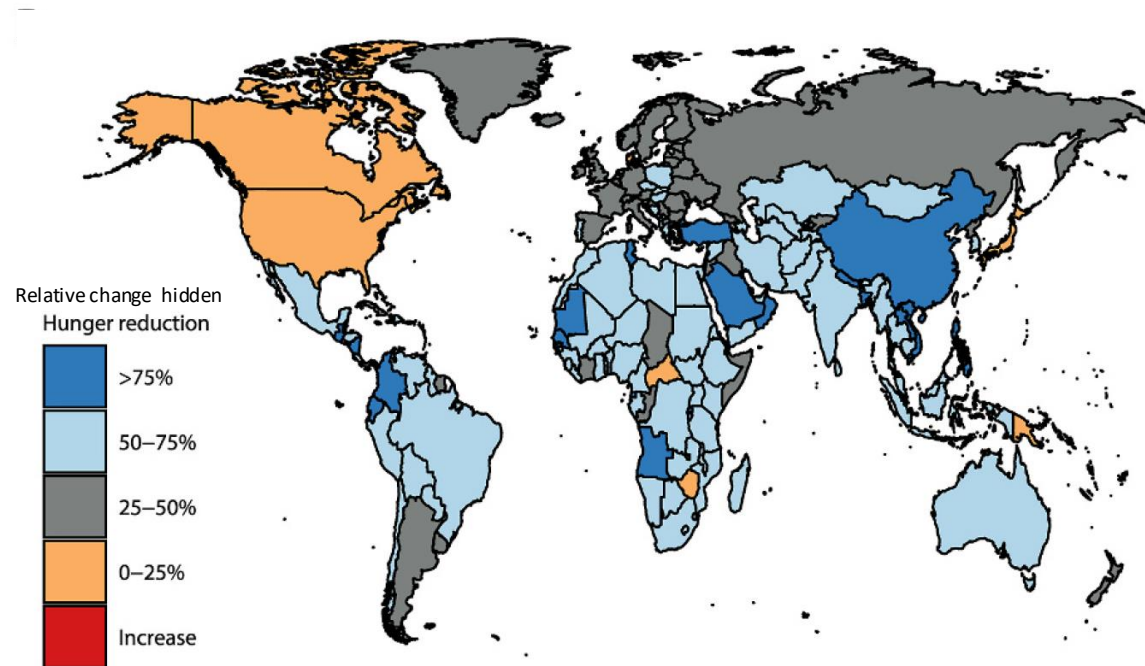 Relative change hidden
Hunger reduction
>75%
50–75%
25–50%
0–25%
Increase